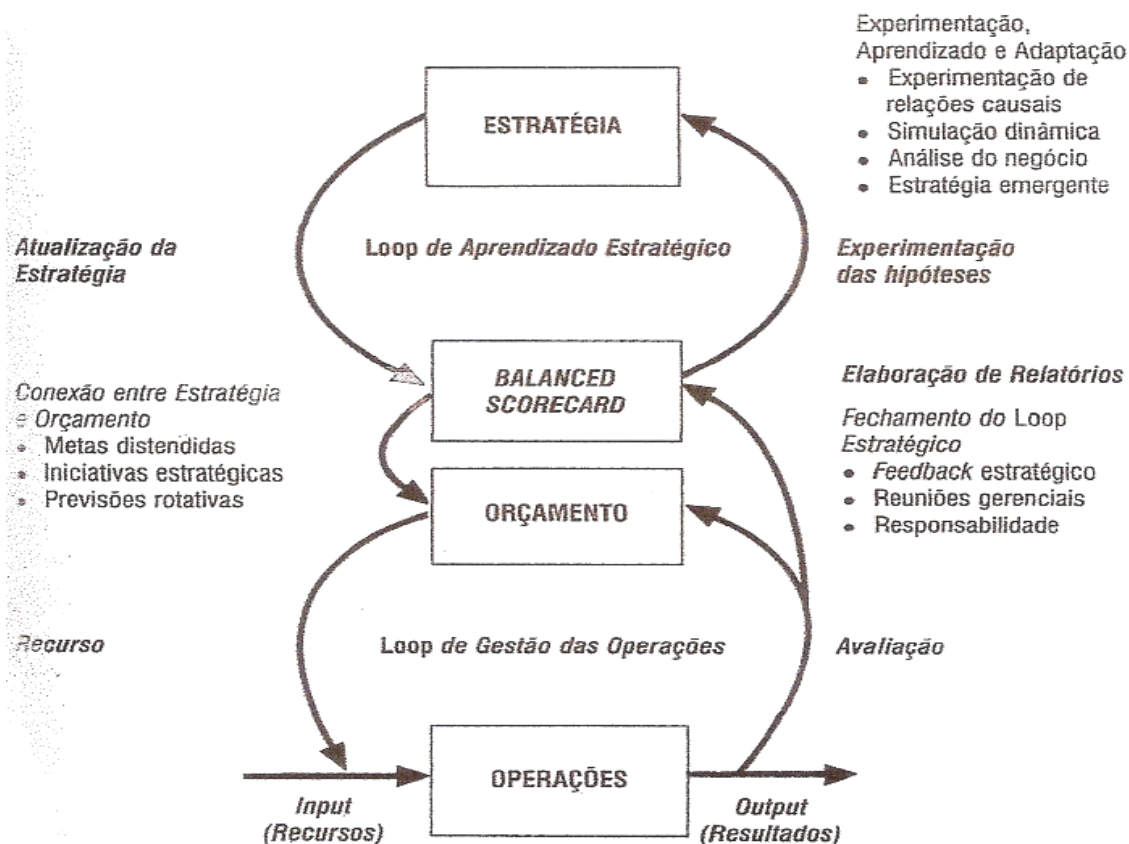 Experimentação,
Aprendizado e Adaptação
• Experimentação de
relações causais
• Simulação dinâmica
• Análise do negócio
• Estratégia emergente
ESTRATÉGIA
Atualização da
Estratégia
Loop de Aprendizado Estratégico
Experimentação
das hipóteses
BALANCED
SCORECARD
Conexão entre Estratégia
e Orçamento
• Metas distendidas
• Iniciativas estratégicas
• Previsões rotativas
Elaboração de Relatórios
Fechamento do Loop
Estratégico
• Feedback estratégico
• Reuniões gerenciais
• Responsabilidade
ORÇAMENTO
Recurso
Loop de Gestão das Operações
Avaliação
OPERAÇÕES
Input
(Recursos)
Output
(Resultados)